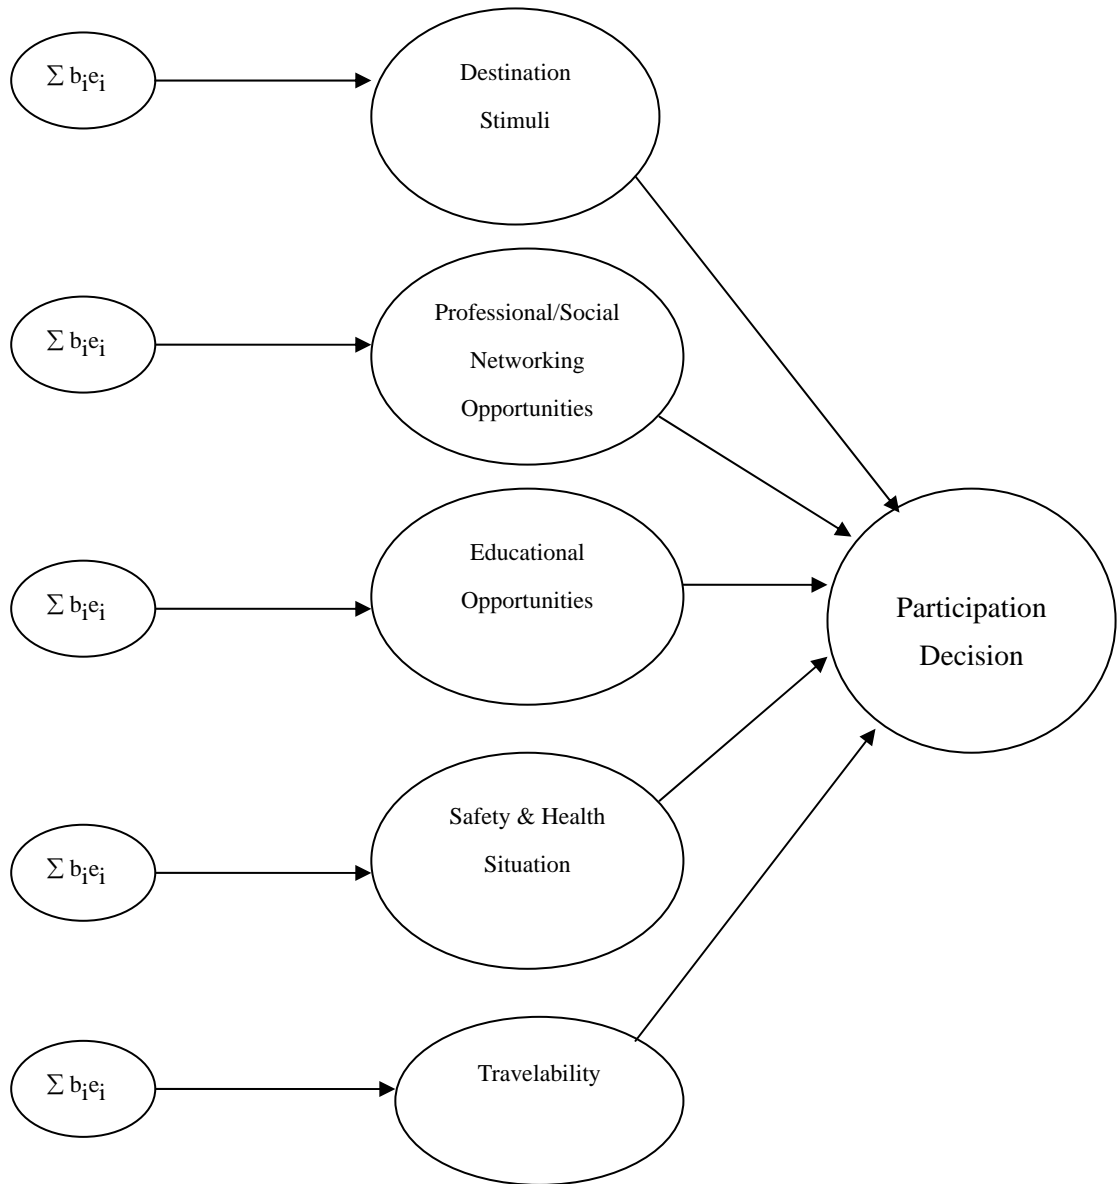 ∑ bᵢeᵢ
Destination
Stimuli
∑ bᵢeᵢ
Professional/Social
Networking
Opportunities
∑ bᵢeᵢ
Educational
Opportunities
Participation
Decision
∑ bᵢeᵢ
Safety & Health
Situation
∑ bᵢeᵢ
Travelability